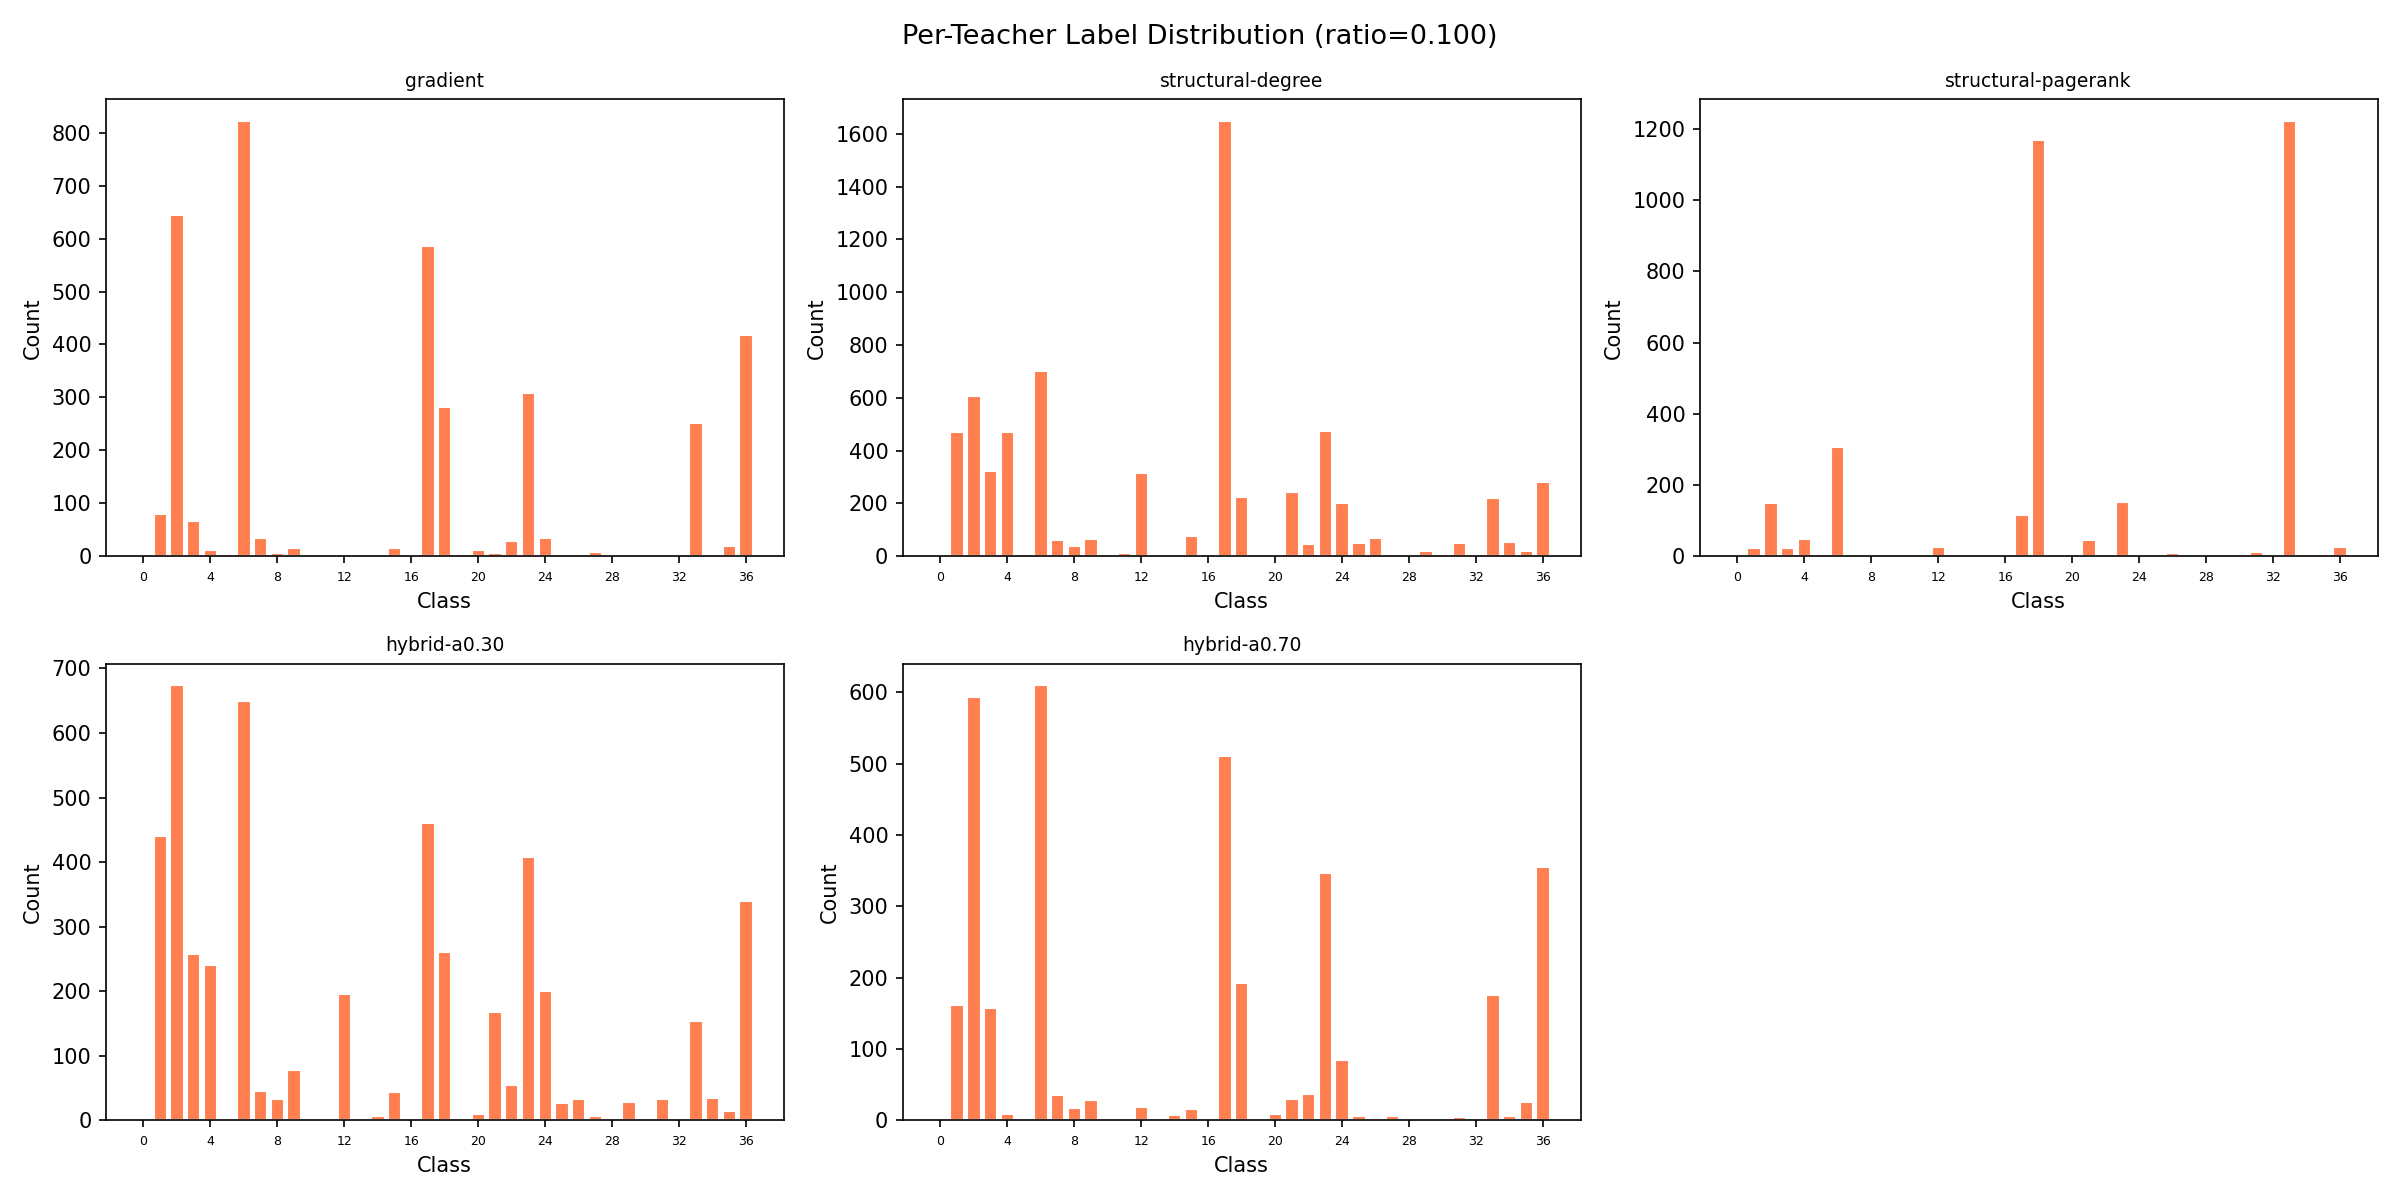 Per-Teacher Label Distribution (ratio=0.100)
gradient
Count
800
700
600
500
400
300
200
100
0
0 4 8 12 16 20 24 28 32 36
Class
structural-degree
Count
1600
1400
1200
1000
800
600
400
200
0
0 4 8 12 16 20 24 28 32 36
Class
structural-pagerank
Count
1200
1000
800
600
400
200
0
0 4 8 12 16 20 24 28 32 36
Class
hybrid-a0.30
Count
700
600
500
400
300
200
100
0
0 4 8 12 16 20 24 28 32 36
Class
hybrid-a0.70
Count
600
500
400
300
200
100
0
0 4 8 12 16 20 24 28 32 36
Class